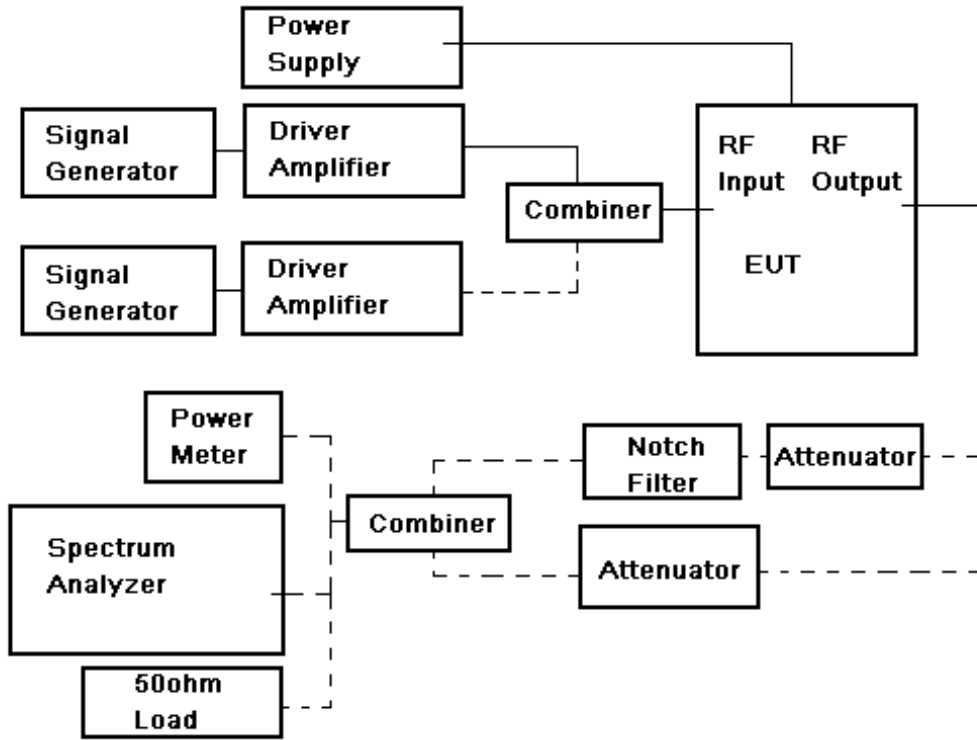 Power
Supply
Signal
Generator
Driver
Amplifier
Combiner
RF
Input
RF
Output
EUT
Signal
Generator
Driver
Amplifier
Power
Meter
Notch
Filter
Attenuator
Combiner
Spectrum
Analyzer
Attenuator
50ohm
Load